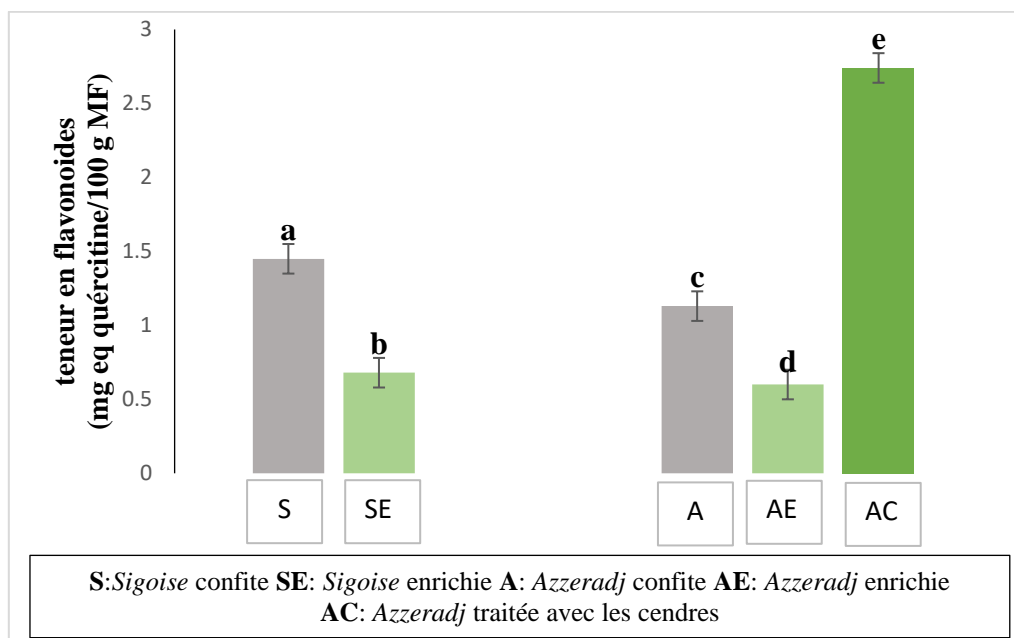 teneur en flavonoides
(mg eq quércitine/100 g MF)
3
2.5
2
1.5
1
0.5
0
a
b
c
d
e
S
SE
A
AE
AC
S:Sigoise confite SE: Sigoise enrichie A: Azzeradj confite AE: Azzeradj enrichie
AC: Azzeradj traitée avec les cendres